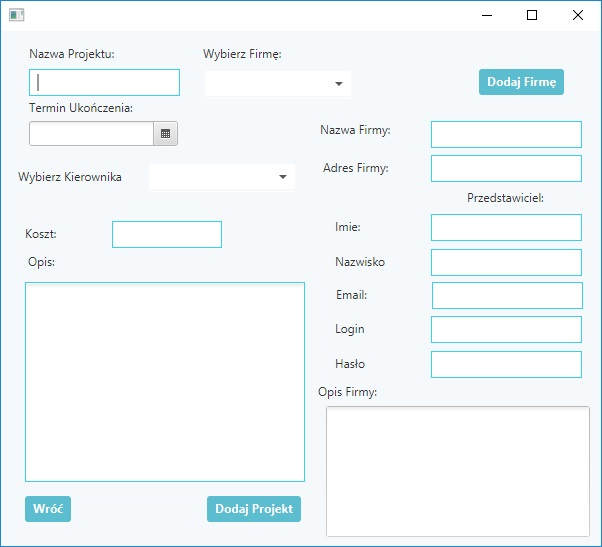 Nazwa Projektu:
Wybierz Firmę:
Dodaj Firmę
Termin Ukończenia:
Nazwa Firmy:
Adres Firmy:
Wybierz Kierownika
Przedstawiciel:
Koszt:
Imie:
Opis:
Nazwisko
Email:
Login
Hasło
Opis Firmy:
Wróć
Dodaj Projekt